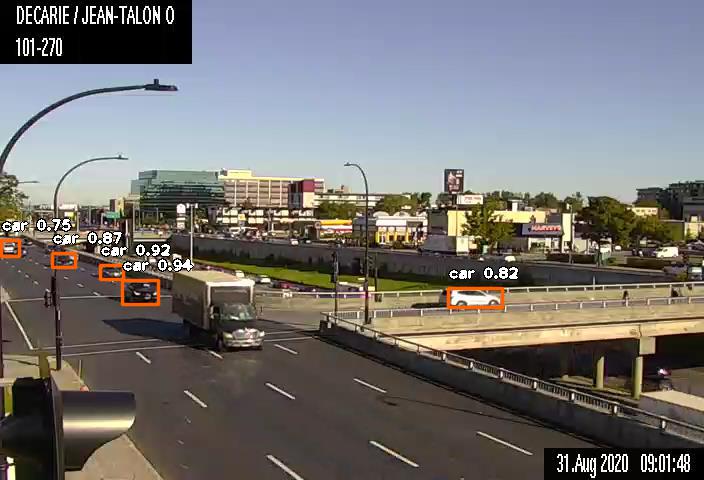 DECARIE / JEAN-TALON O
101-270
car 0.75
car 0.87
car 0.92
car 0.94
car 0.82
HARVEYS
31.Aug 2020 09:01:48